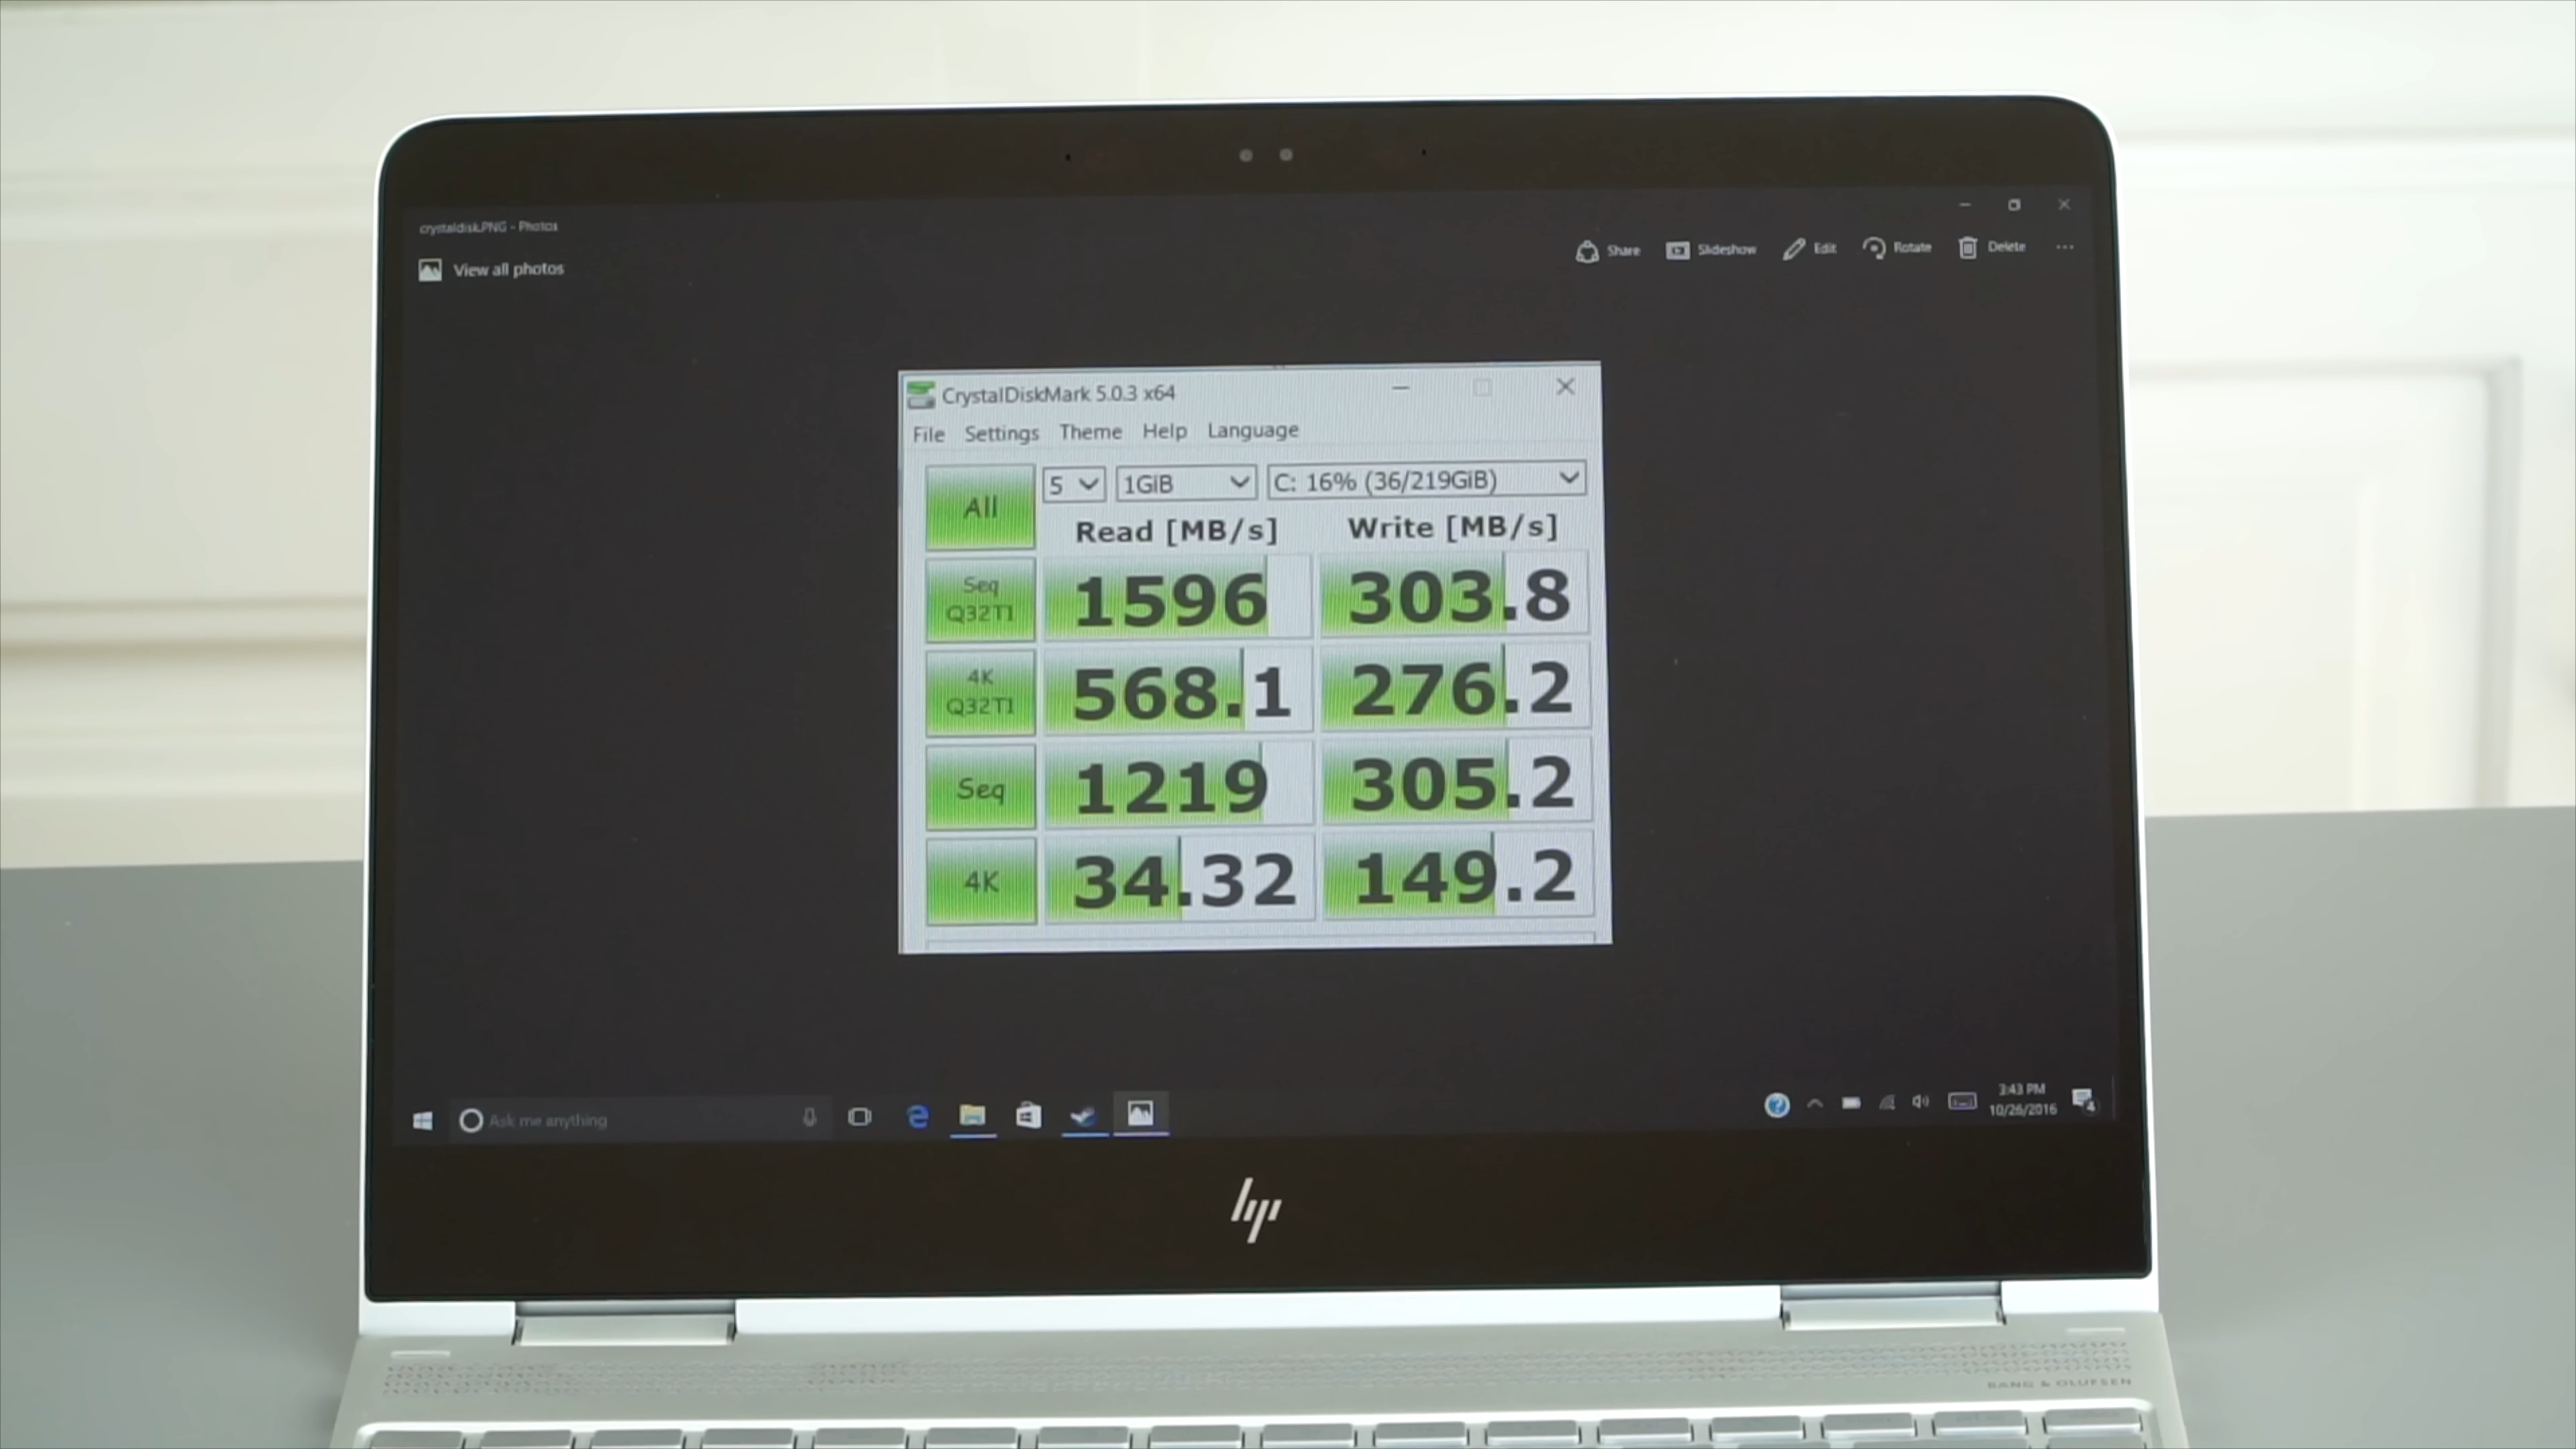 crystaldisk.PNG - Photos
View all photos
Share Slideshow Edit Rotate Delete
CrystalDiskMark 5.0.3 x64
File Settings Theme Help Language
All 5 1GiB C: 16% (36/219GiB)
Read [MB/s] Write [MB/s]
Seq
Q32T1
1596 303.8
4K
Q32T1
568.1 276.2
Seq 1219 305.2
4K 34.32 149.2
Ask me anything
3:43 PM
10/26/2016
4
hp
BANG & OLUFSEN